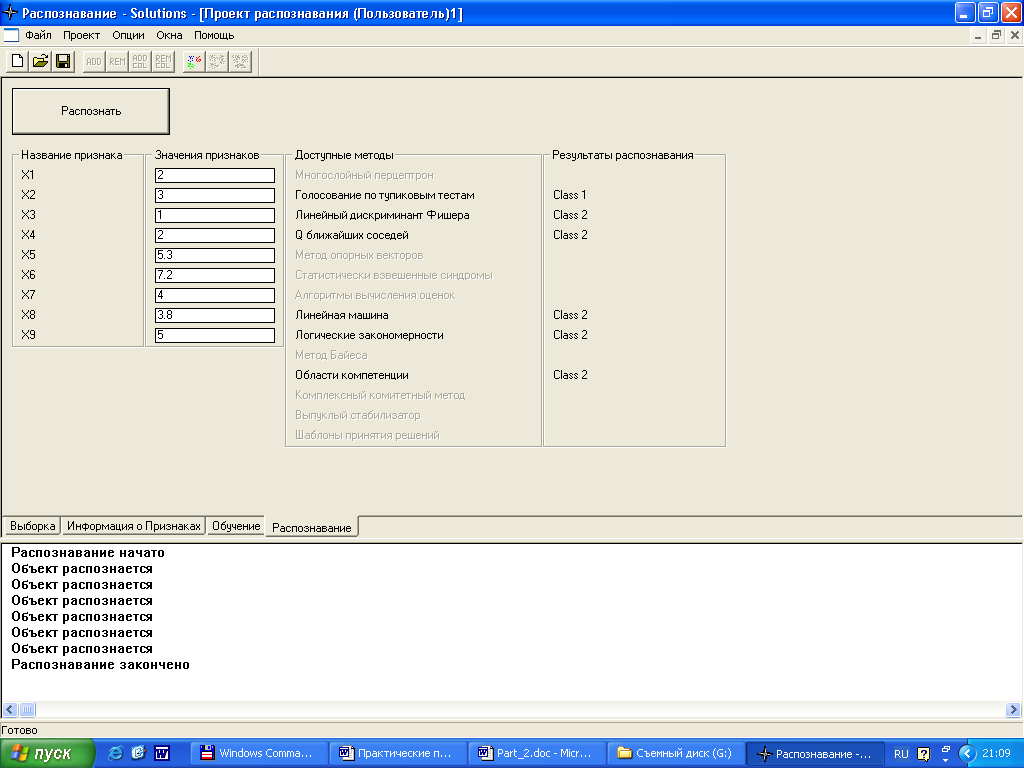 Распознавание - Solutions - [Проект распознавания (Пользователь)1]
Файл Проект Опции Окна Помощь
ADD REM ADD COL REM COL
Распознать
Название признака Значения признаков Доступные методы Результаты распознавания
X1 2 Многослойный перцептрон
X2 3 Голосование по тупиковым тестам Class 1
X3 1 Линейный дискриминант Фишера Class 2
X4 2 Q ближайших соседей Class 2
X5 5.3 Метод опорных векторов
X6 7.2 Статистически взвешенные синдромы
X7 4 Алгоритмы вычисления оценок
X8 3.8 Линейная машина Class 2
X9 5 Логические закономерности Class 2
Метод Байеса
Области компетенции Class 2
Комплексный комитетный метод
Выпуклый стабилизатор
Шаблоны принятия решений
Выборка Информация о Признаках Обучение Распознавание
Распознавание начато
Объект распознается
Объект распознается
Объект распознается
Объект распознается
Объект распознается
Объект распознается
Распознавание закончено
Готово
пуск Windows Comma... Практические п... Part_2.doc - Micr... Съемный диск (G:) Распознавание -... RU 21:09